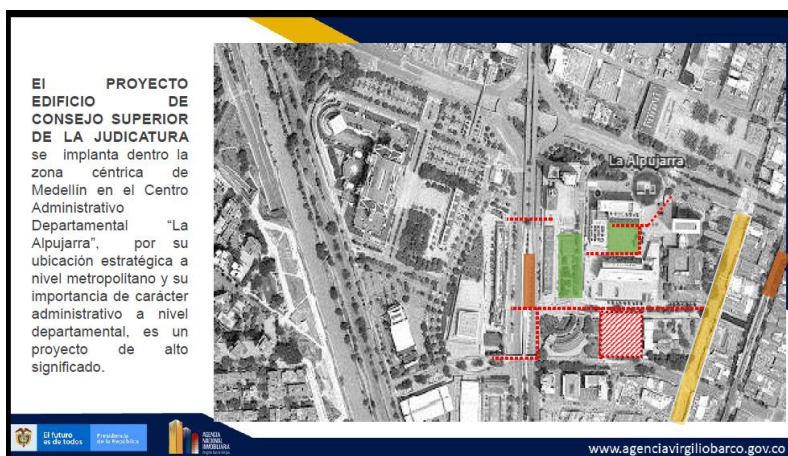 El PROYECTO
EDIFICIO DE
CONSEJO SUPERIOR
DE LA JUDICATURA
se implanta dentro la
zona céntrica de
Medellín en el Centro
Administrativo
Departamental “La
Alpujarra”, por su
ubicación estratégica a
nivel metropolitano y su
importancia de carácter
administrativo a nivel
departamental, es un
proyecto de alto
significado.
La Alpujarra
El futuro
es de todos
Presidencia
de la República
AGENCIA
NACIONAL
INMOBILIARIA
www.agenciavirgiliobarco.gov.co